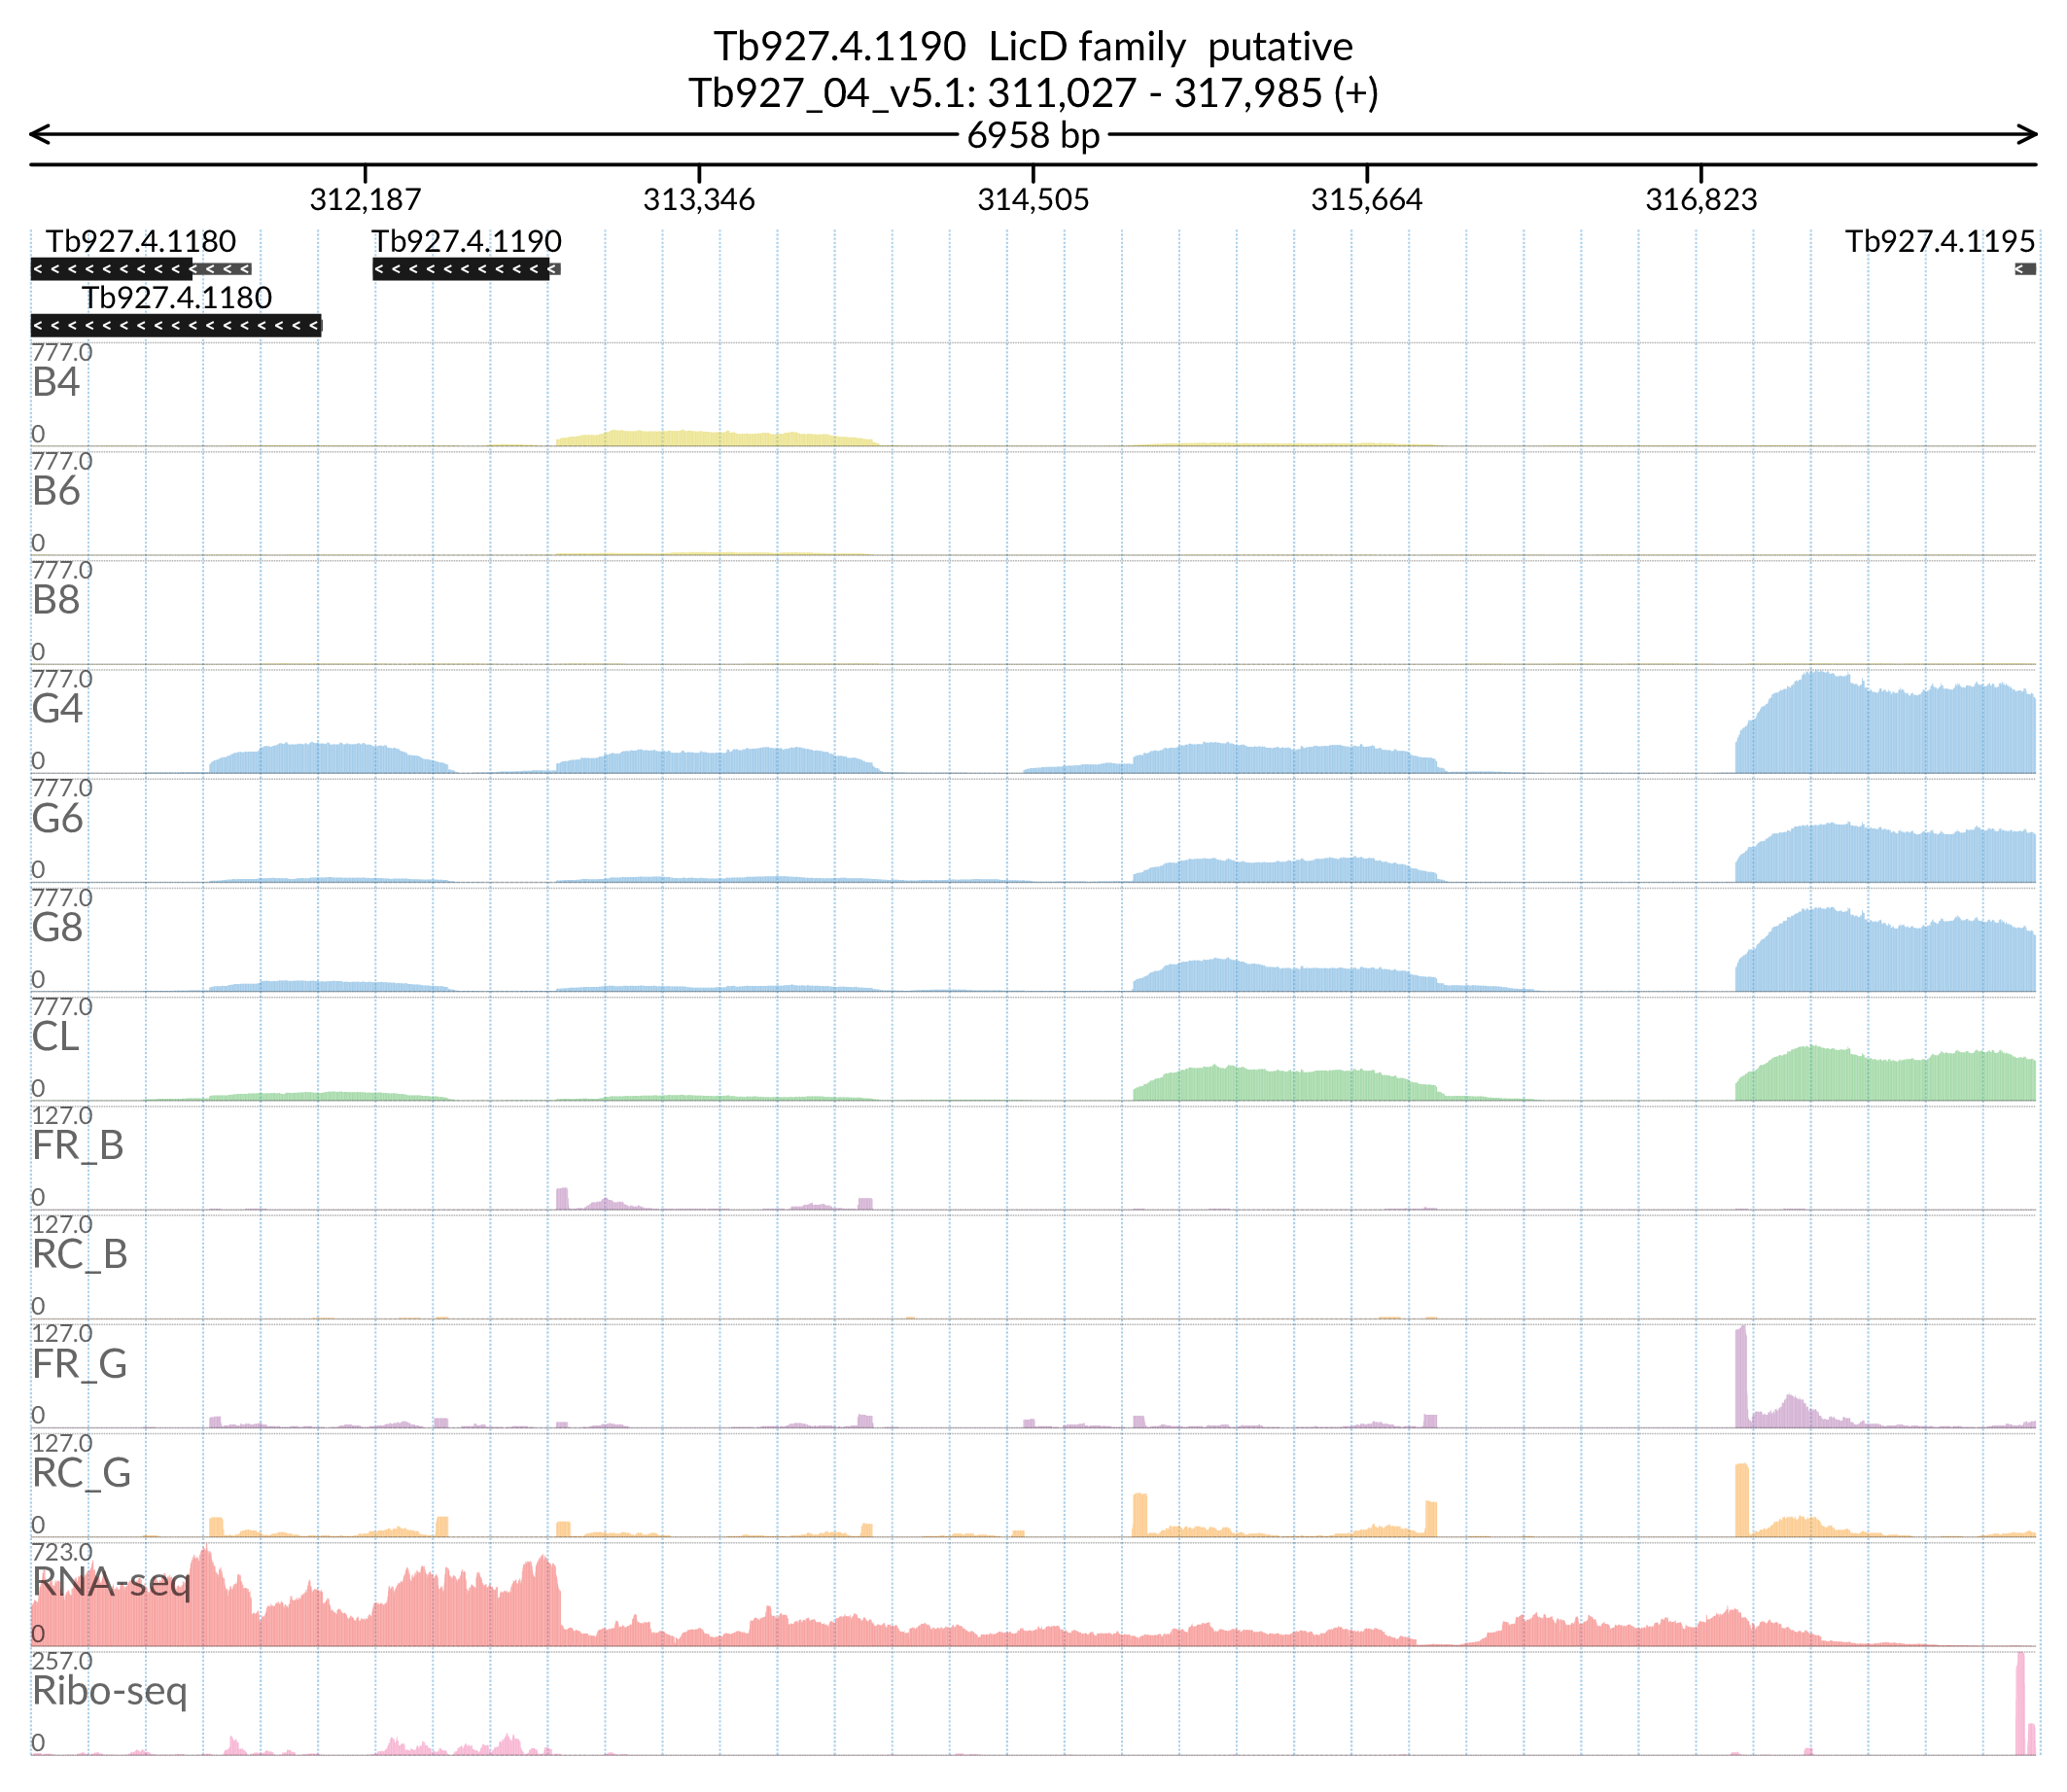 Tb927.4.1190  LicD family  putative
Tb927_04_v5.1: 311,027 - 317,985 (+)
6958 bp
312,187 313,346 314,505 315,664 316,823
Tb927.4.1180 Tb927.4.1190 Tb927.4.1195
Tb927.4.1180
777.0
B4
0
777.0
B6
0
777.0
B8
0
777.0
G4
0
777.0
G6
0
777.0
G8
0
777.0
CL
0
127.0
FR_B
0
127.0
RC_B
0
127.0
FR_G
0
127.0
RC_G
0
723.0
RNA-seq
0
257.0
Ribo-seq
0